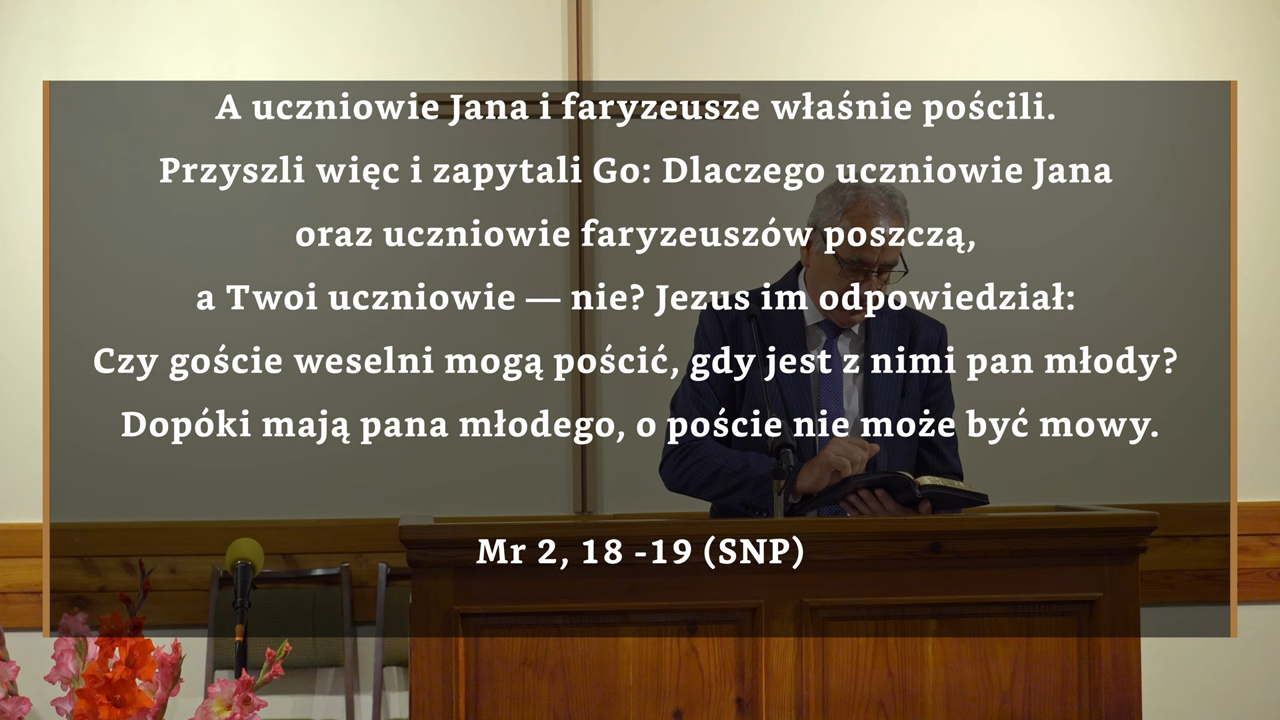 A uczniowie Jana i faryzeusze właśnie pościli.
Przyszli więc i zapytali Go: Dlaczego uczniowie Jana
oraz uczniowie faryzeuszów poszczą,
a Twoi uczniowie — nie? Jezus im odpowiedział:
Czy goście weselni mogą pościć, gdy jest z nimi pan młody?
Dopóki mają pana młodego, o poście nie może być mowy.
Mr 2, 18 -19 (SNP)